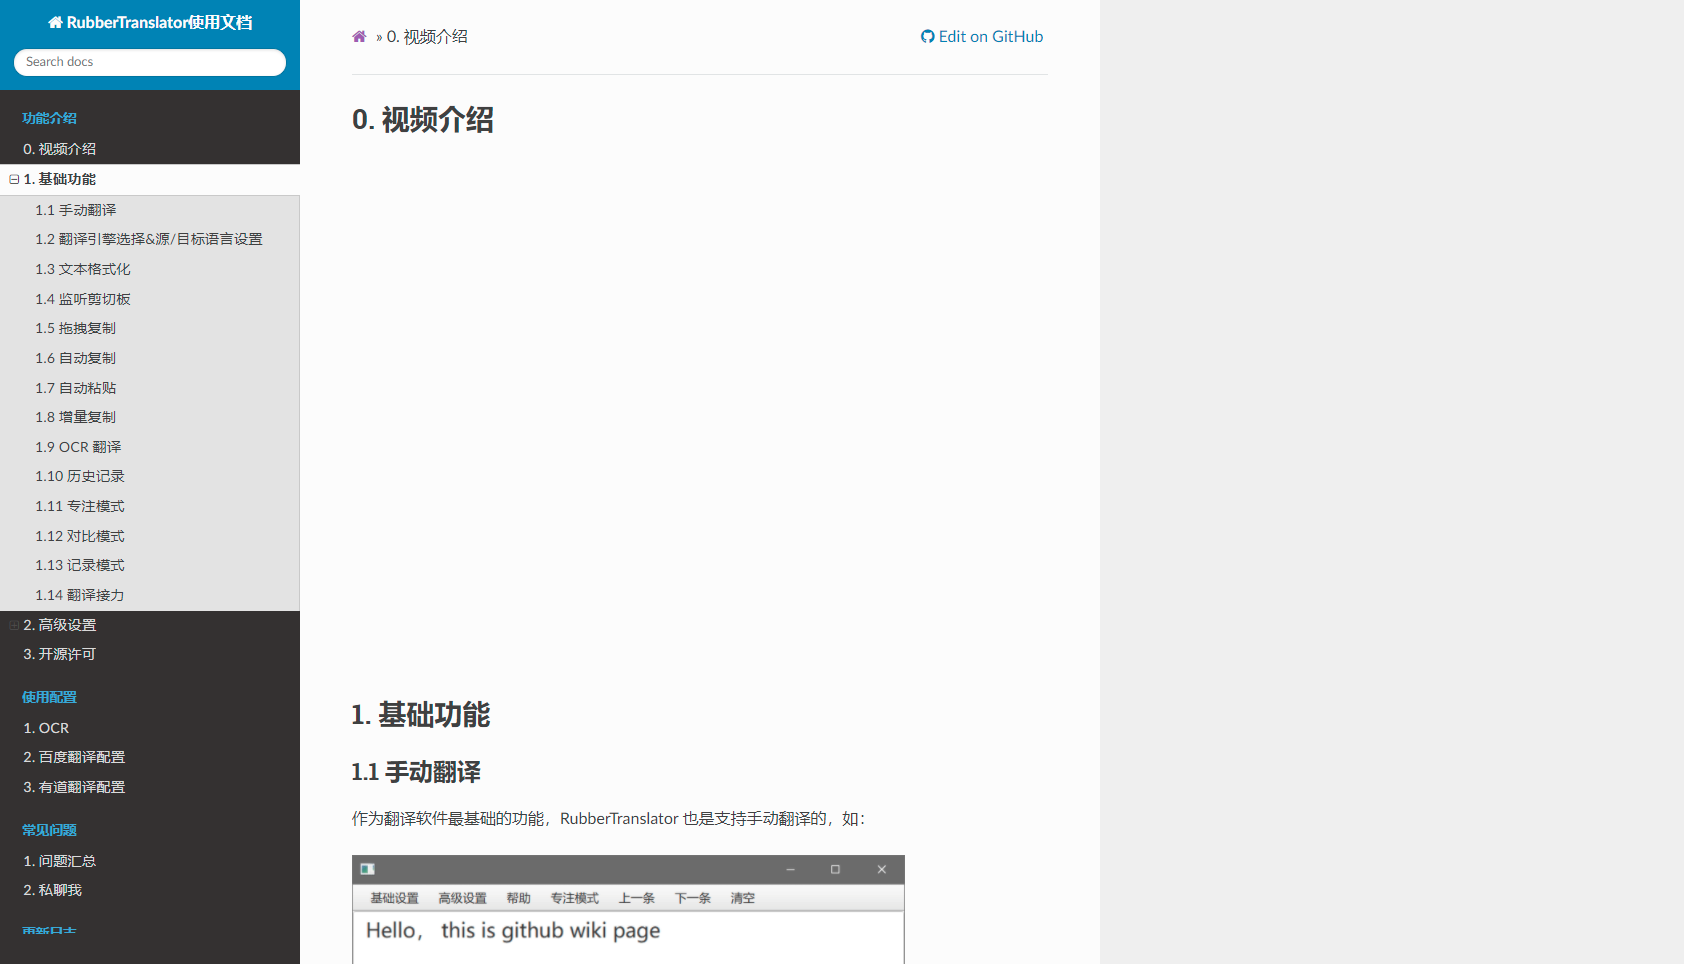 RubberTranslator使用文档
Search docs
功能介绍
0. 视频介绍
1. 基础功能
1.1 手动翻译
1.2 翻译引擎选择&源/目标语言设置
1.3 文本格式化
1.4 监听剪切板
1.5 拖拽复制
1.6 自动复制
1.7 自动粘贴
1.8 增量复制
1.9 OCR 翻译
1.10 历史记录
1.11 专注模式
1.12 对比模式
1.13 记录模式
1.14 翻译接力
2. 高级设置
3. 开源许可
使用配置
1. OCR
2. 百度翻译配置
3. 有道翻译配置
常见问题
1. 问题汇总
2. 私聊我
更新日志
» 0. 视频介绍
Edit on GitHub
0. 视频介绍
1. 基础功能
1.1 手动翻译
作为翻译软件最基础的功能，RubberTranslator 也是支持手动翻译的，如：
基础设置 高级设置 帮助 专注模式 上一条 下一条 清空
Hello， this is github wiki page